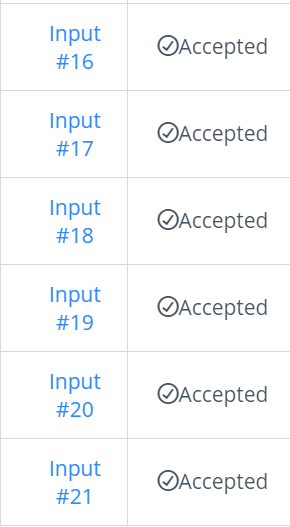 Input
#16
Accepted
Input
#17
Accepted
Input
#18
Accepted
Input
#19
Accepted
Input
#20
Accepted
Input
#21
Accepted